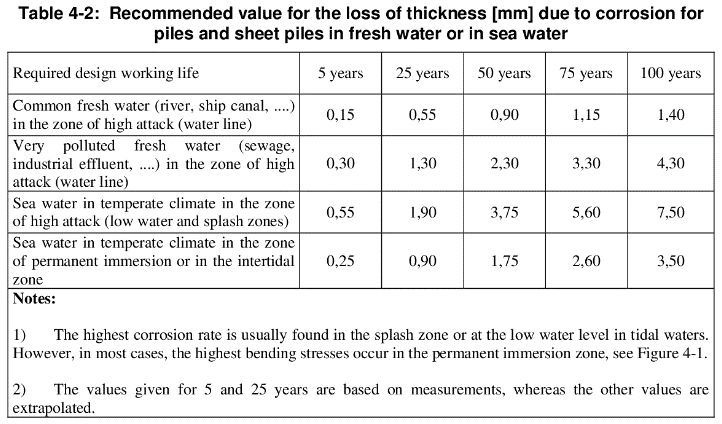 Table 4-2: Recommended value for the loss of thickness [mm] due to corrosion for
piles and sheet piles in fresh water or in sea water
Required design working life 5 years 25 years 50 years 75 years 100 years
Common fresh water (river, ship canal, ....)
in the zone of high attack (water line) 0,15 0,55 0,90 1,15 1,40
Very polluted fresh water (sewage,
industrial effluent, ....) in the zone of high
attack (water line) 0,30 1,30 2,30 3,30 4,30
Sea water in temperate climate in the zone
of high attack (low water and splash zones) 0,55 1,90 3,75 5,60 7,50
Sea water in temperate climate in the zone
of permanent immersion or in the intertidal
zone 0,25 0,90 1,75 2,60 3,50
Notes:
1) The highest corrosion rate is usually found in the splash zone or at the low water level in tidal waters.
However, in most cases, the highest bending stresses occur in the permanent immersion zone, see Figure 4-1.
2) The values given for 5 and 25 years are based on measurements, whereas the other values are
extrapolated.